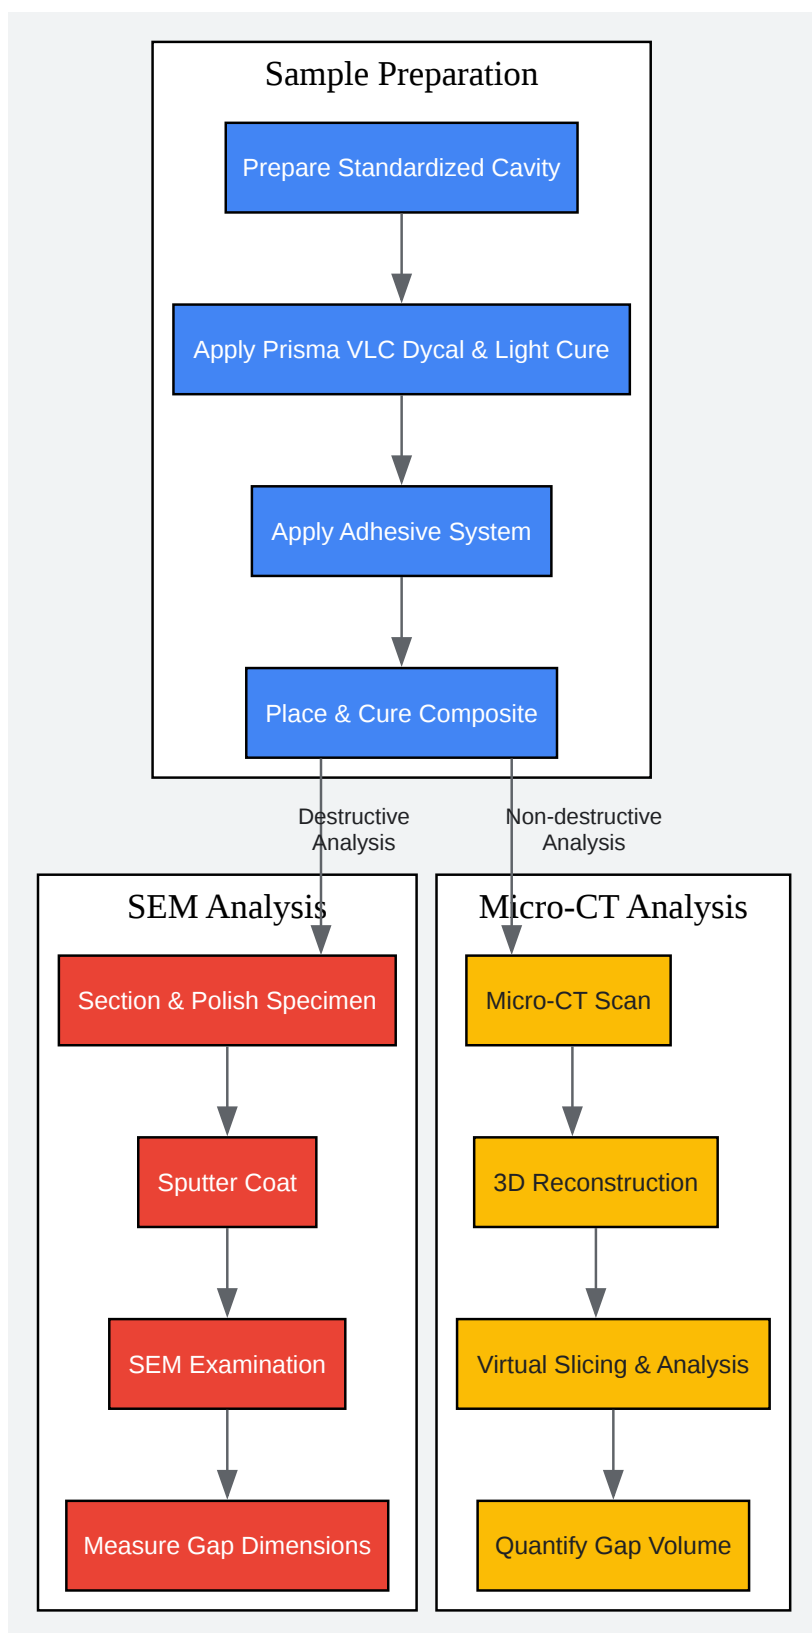 Sample Preparation
Prepare Standardized Cavity
Apply Prisma VLC Dycal & Light Cure
Apply Adhesive System
Place & Cure Composite
Destructive
Analysis
Non-destructive
Analysis
SEM Analysis
Section & Polish Specimen
Sputter Coat
SEM Examination
Measure Gap Dimensions
Micro-CT Analysis
Micro-CT Scan
3D Reconstruction
Virtual Slicing & Analysis
Quantify Gap Volume